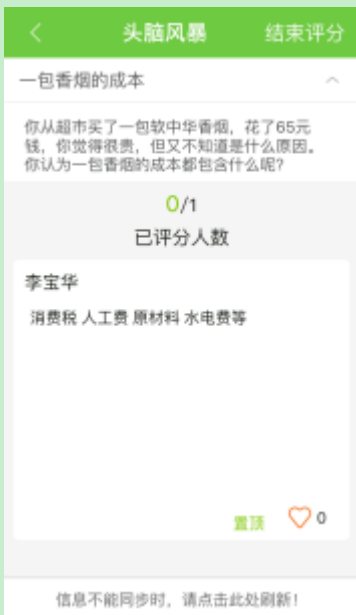 头脑风暴 结束评分
一包香烟的成本
你从超市买了一包软中华香烟，花了65元
钱，你觉得很贵，但又不知道是什么原因。
你认为一包香烟的成本都包含什么呢?
0/1
已评分人数
李宝华
消费税 人工费 原材料 水电费等
置顶 0
信息不能同步时，请点击此处刷新!